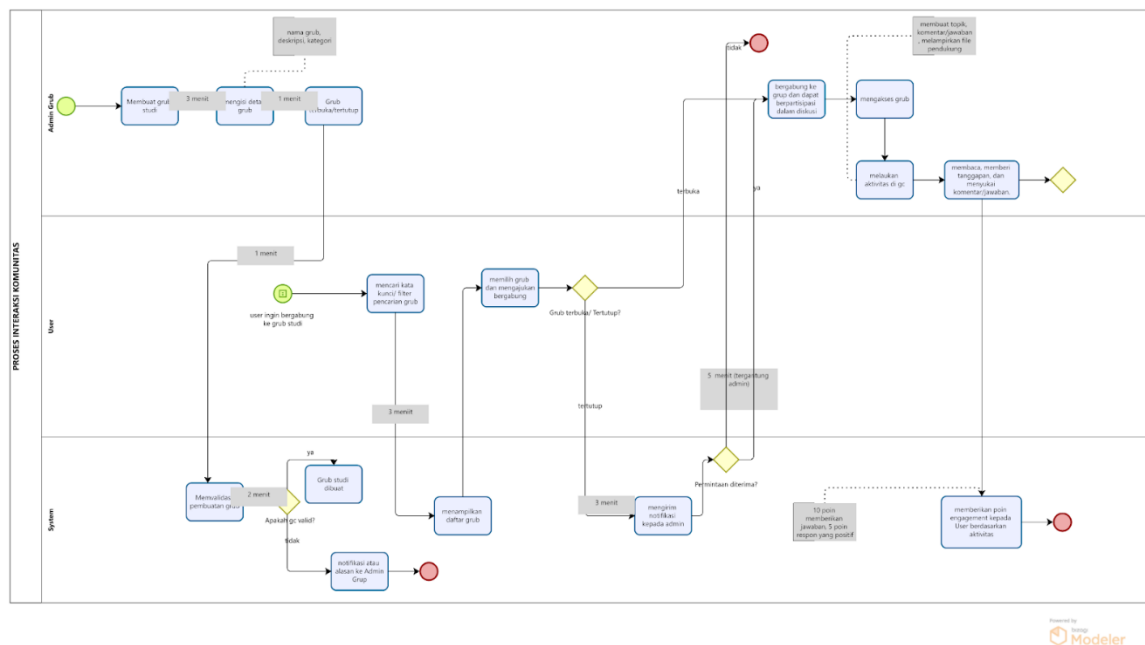 PROSES INTERAKSI KOMUNITAS
Admin Grub
nama grub,
deskripsi, kategori
Membuat grub
studi
3 menit
mengisi detail
grub
1 menit
Grub
terbuka/tertutup
tidak
membuat topik,
komentar/jawaban
, melampirkan file
pendukung
bergabung ke
grup dan dapat
berpartisipasi
dalam diskusi
mengakses grub
melaukan
aktivitas di gc
membaca, memberi
tanggapan, dan
menyukai
komentar/jawaban.
terbuka
ya
User
1 menit
user ingin bergabung
ke grub studi
mencari kata
kunci/ filter
pencarian grub
memilih grub
dan mengajukan
bergabung
Grub terbuka/ Tertutup?
5 menit (tergantung
admin)
3 menit
tertutup
System
ya
Grub studi
dibuat
Memvalidasi
pembuatan grub
2 menit
Apakah gc valid?
tidak
notifikasi atau
alasan ke Admin
Grup
menampilkan
daftar grub
3 menit
mengirim
notifikasi
kepada admin
Permintaan diterima?
10 poin
memberikan
jawaban, 5 poin
respon yang positif
memberikan poin
engagement kepada
User berdasarkan
aktivitas
Powered by
Modeler